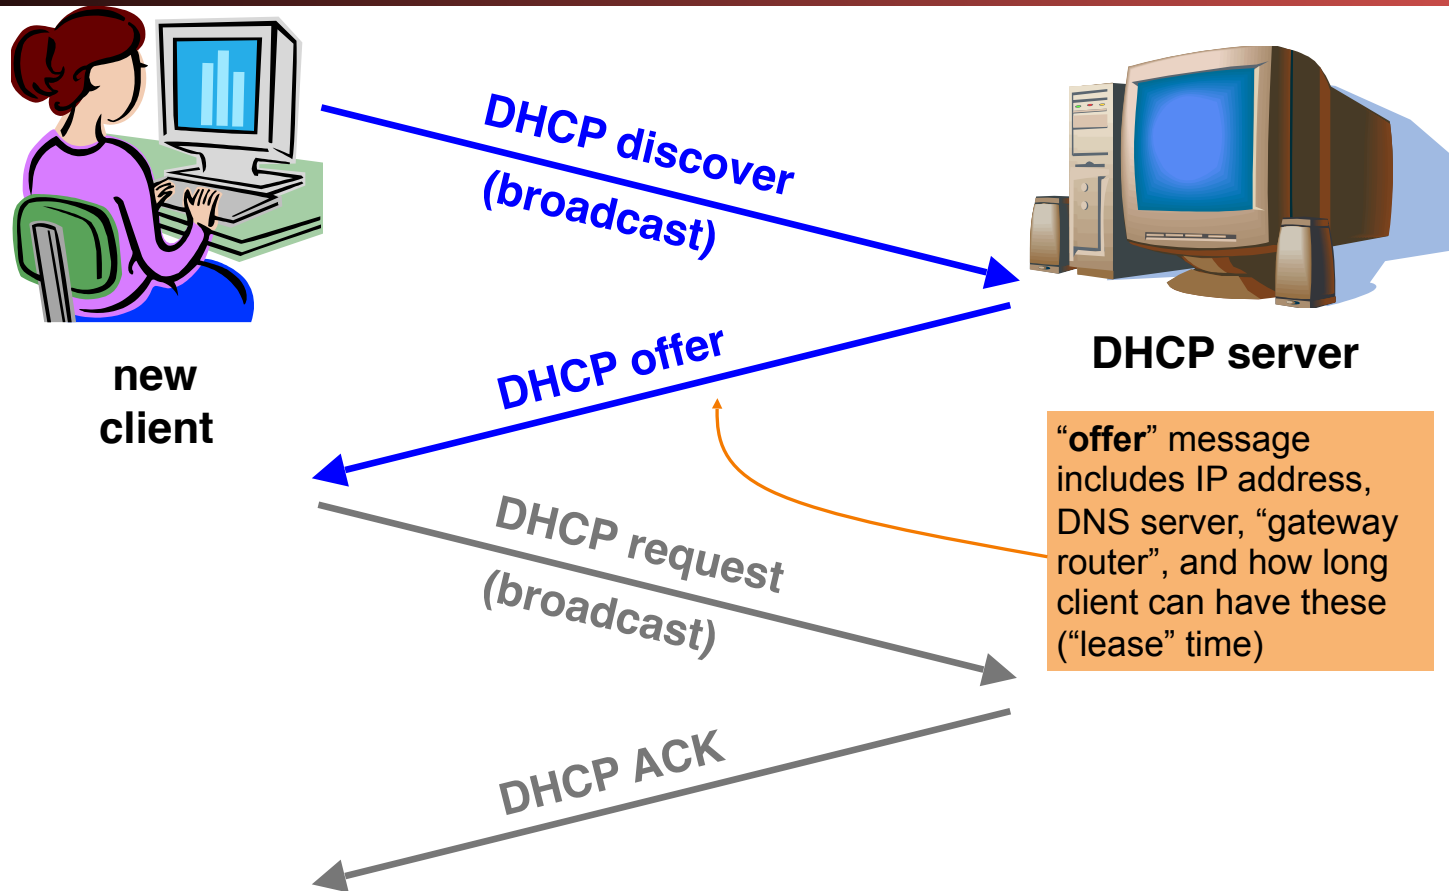 DHCP discover
(broadcast)
DHCP offer
new
client
DHCP server
“offer” message
includes IP address,
DNS server, “gateway
router”, and how long
client can have these
(“lease” time)
DHCP request
(broadcast)
DHCP ACK